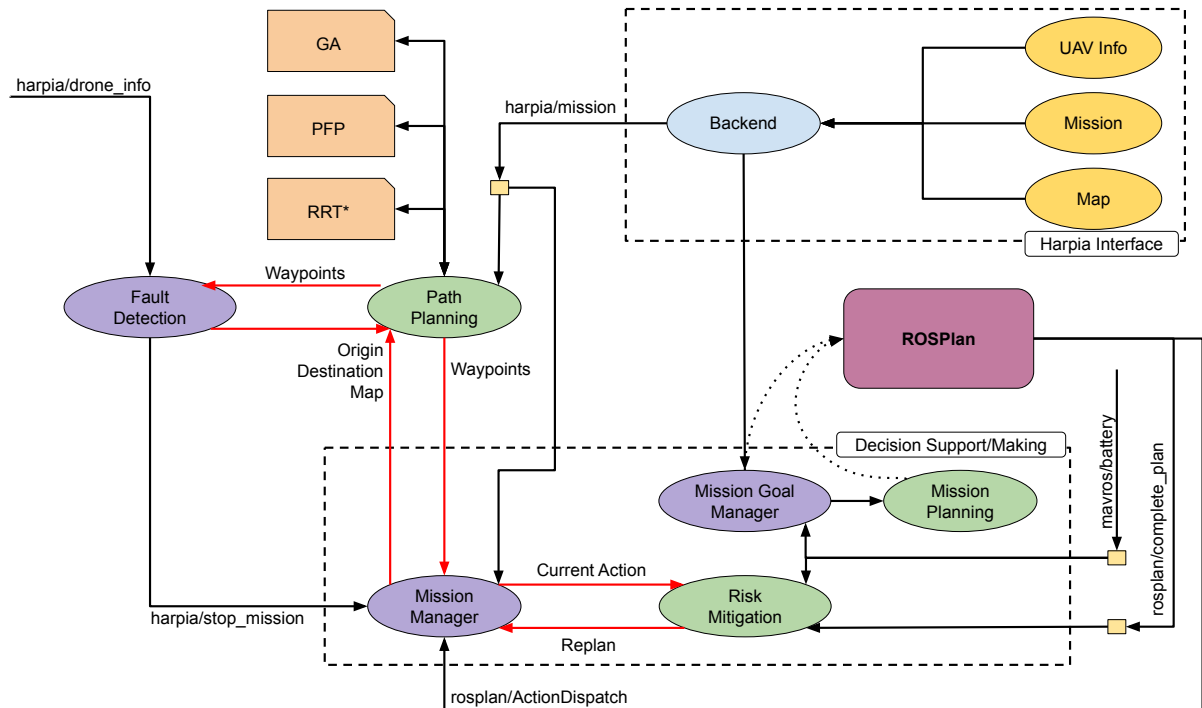 GA
UAV Info
harpia/drone_info
harpia/mission
PFP
Backend
Mission
RRT*
Map
Harpia Interface
Waypoints
Fault
Detection
Path
Planning
ROSPlan
Origin
Destination
Map
Waypoints
Decision Support/Making
mavros/battery
rosplan/complete_plan
Mission Goal
Manager
Mission
Planning
Current Action
Mission
Manager
Risk
Mitigation
harpia/stop_mission
Replan
rosplan/ActionDispatch